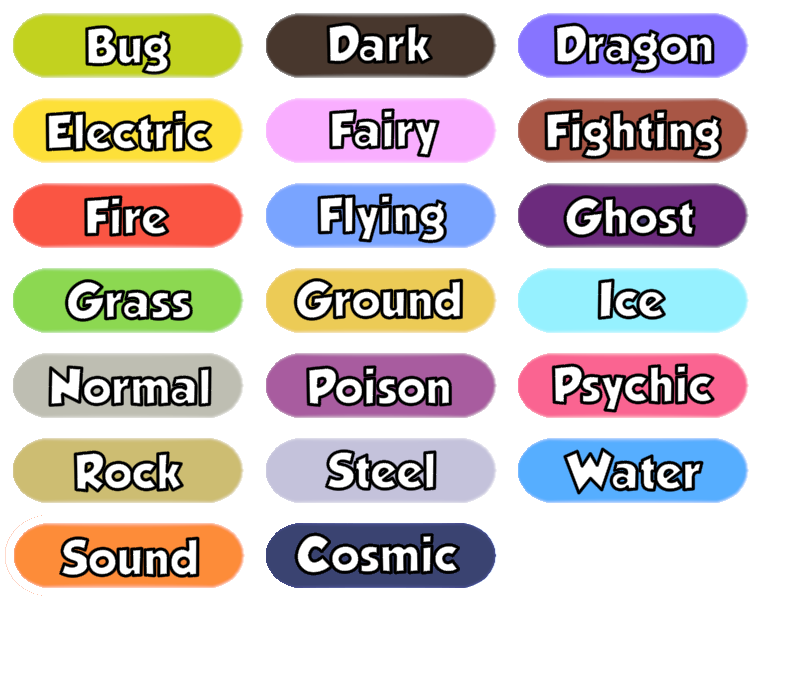 Bug
Dark
Dragon
Electric
Fairy
Fighting
Fire
Flying
Ghost
Grass
Ground
Ice
Normal
Poison
Psychic
Rock
Steel
Water
Sound
Cosmic